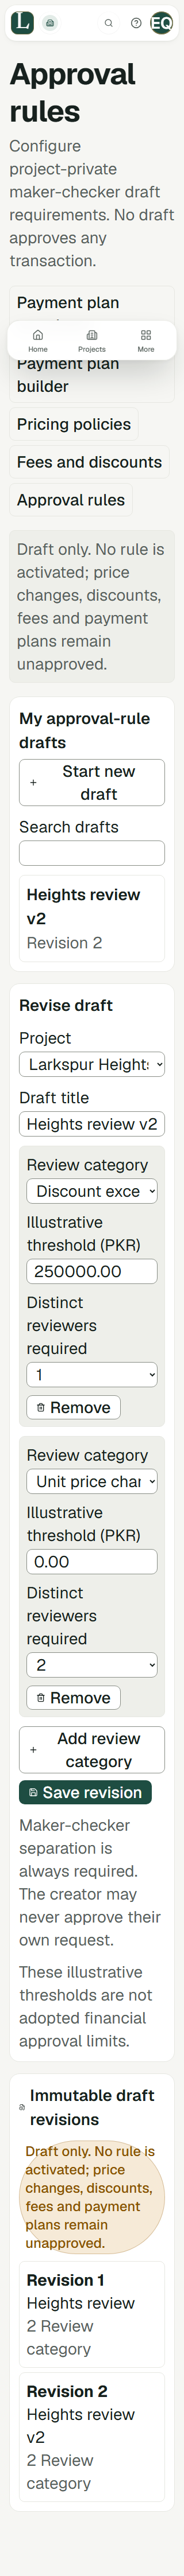 L
EQ
Approval
rules
Configure
project-private
maker-checker draft
requirements. No draft
approves any
transaction.
Payment plan
Home
Projects
More
Payment plan
builder
Pricing policies
Fees and discounts
Approval rules
Draft only. No rule is
activated; price
changes, discounts,
fees and payment
plans remain
unapproved.
My approval-rule
drafts
+ Start new
draft
Search drafts
Heights review
v2
Revision 2
Revise draft
Project
Larkspur Heights
Draft title
Heights review v2
Review category
Discount exce
Illustrative
threshold (PKR)
250000.00
Distinct
reviewers
required
1
Remove
Review category
Unit price char
Illustrative
threshold (PKR)
0.00
Distinct
reviewers
required
2
Remove
+ Add review
category
Save revision
Maker-checker
separation is
always required.
The creator may
never approve their
own request.
These illustrative
thresholds are not
adopted financial
approval limits.
Immutable draft
revisions
Draft only. No rule is
activated; price
changes, discounts,
fees and payment
plans remain
unapproved.
Revision 1
Heights review
2 Review
category
Revision 2
Heights review
v2
2 Review
category